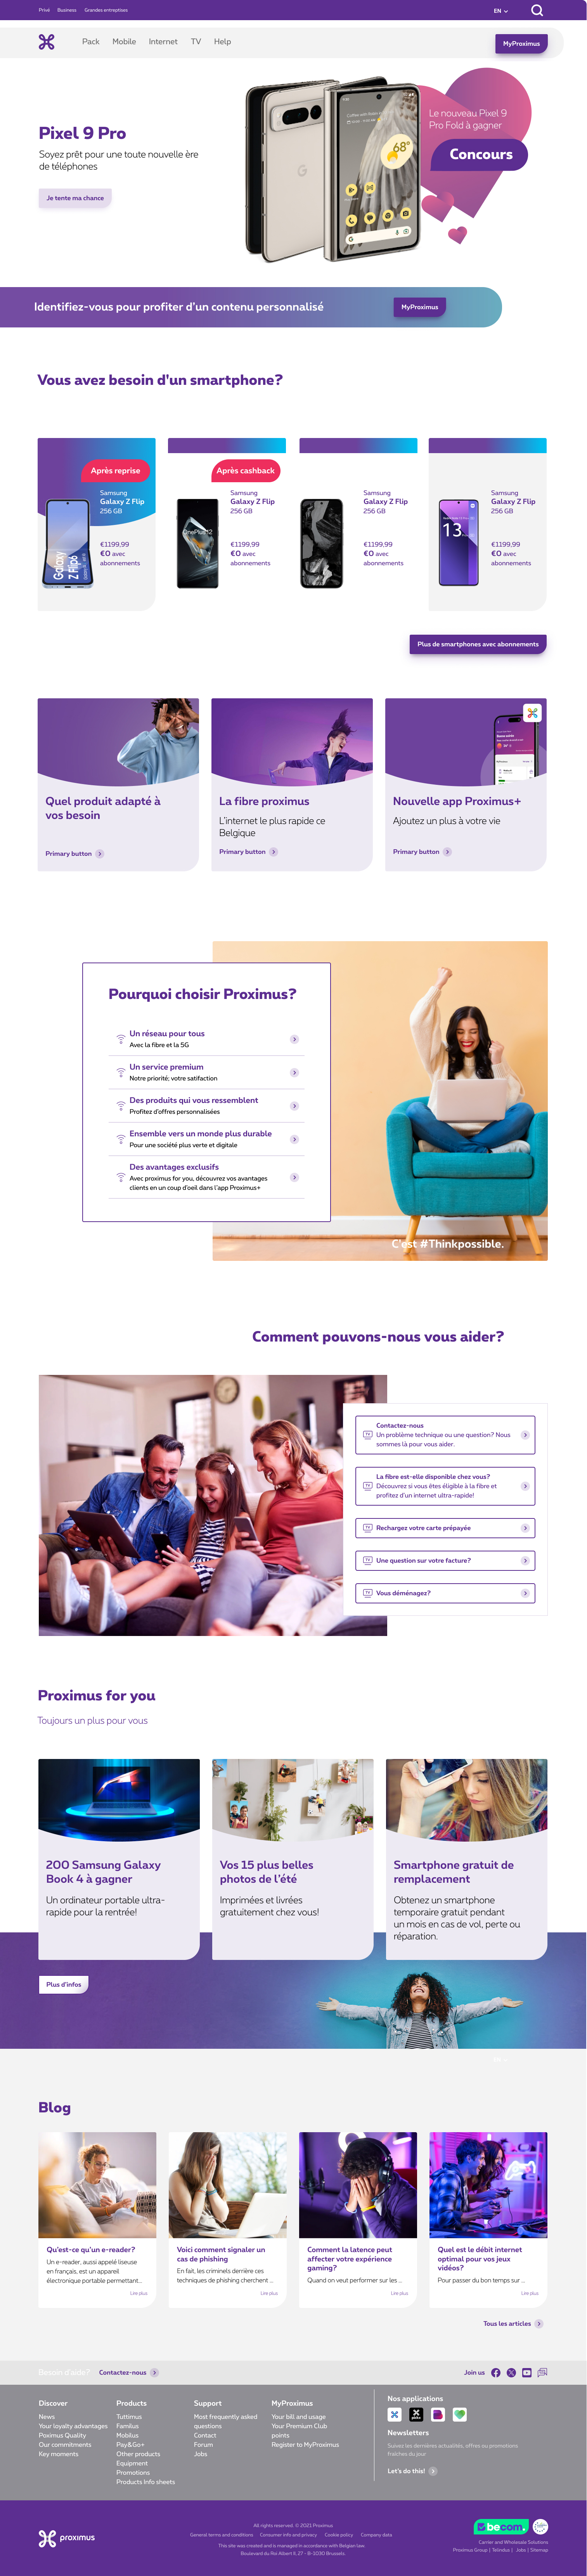 Privé Business Grandes entreprises
EN
Pack Mobile Internet TV Help
MyProximus
Pixel 9 Pro
Soyez prêt pour une toute nouvelle ère
de téléphones
Je tente ma chance
68°
Le nouveau Pixel 9
Pro Fold à gagner
Concours
Identifiez-vous pour profiter d'un contenu personnalisé
MyProximus
Vous avez besoin d'un smartphone?
Après reprise
Samsung
Galaxy Z Flip
256 GB
€1199,99
€0 avec
abonnements
Galaxy
Z Flip6
Après cashback
Samsung
Galaxy Z Flip
256 GB
€1199,99
€0 avec
abonnements
OnePlus 12
Samsung
Galaxy Z Flip
256 GB
€1199,99
€0 avec
abonnements
Samsung
Galaxy Z Flip
256 GB
€1199,99
€0 avec
abonnements
13
Plus de smartphones avec abonnements
Quel produit adapté à
vos besoin
Primary button
La fibre proximus
L'internet le plus rapide ce
Belgique
Primary button
Nouvelle app Proximus+
Ajoutez un plus à votre vie
Primary button
Pourquoi choisir Proximus?
Un réseau pour tous
Avec la fibre et la 5G
Un service premium
Notre priorité; votre satifaction
Des produits qui vous ressemblent
Profitez d'offres personnalisées
Ensemble vers un monde plus durable
Pour une société plus verte et digitale
Des avantages exclusifs
Avec proximus for you, découvrez vos avantages
clients en un coup d'oeil dans l'app Proximus+
C'est #Thinkpossible.
Comment pouvons-nous vous aider?
Contactez-nous
Un problème technique ou une question? Nous
sommes là pour vous aider.
La fibre est-elle disponible chez vous?
Découvrez si vous êtes éligible à la fibre et
profitez d'un internet ultra-rapide!
Rechargez votre carte prépayée
Une question sur votre facture?
Vous déménagez?
Proximus for you
Toujours un plus pour vous
200 Samsung Galaxy
Book 4 à gagner
Un ordinateur portable ultra-
rapide pour la rentrée!
Vos 15 plus belles
photos de l'été
Imprimées et livrées
gratuitement chez vous!
Smartphone gratuit de
remplacement
Obtenez un smartphone
temporaire gratuit pendant
un mois en cas de vol, perte ou
réparation.
Plus d'infos
Blog
Qu'est-ce qu'un e-reader?
Un e-reader, aussi appelé liseuse
en français, est un appareil
électronique portable permettant...
Lire plus
Voici comment signaler un
cas de phishing
En fait, les criminels derrière ces
techniques de phishing cherchent ...
Lire plus
Comment la latence peut
affecter votre expérience
gaming?
Quand on veut performer sur les ...
Lire plus
Quel est le débit internet
optimal pour vos jeux
vidéos?
Pour passer du bon temps sur ...
Lire plus
Tous les articles
Besoin d'aide? Contactez-nous
Join us
Discover
News
Your loyalty advantages
Poximus Quality
Our commitments
Key moments
Products
Tuttimus
Familus
Mobilus
Pay&Go+
Other products
Equipment
Promotions
Products Info sheets
Support
Most frequently asked
questions
Contact
Forum
Jobs
MyProximus
Your bill and usage
Your Premium Club
points
Register to MyProximus
Nos applications
Newsletters
Suivez les dernières actualités, offres ou promotions
fraîches du jour
Let's do this!
proximus
All rights reserved. © 2021 Proximus
General terms and conditions Consumer info and privacy Cookie policy Company data
This site was created and is managed in accordance with Belgian law.
Boulevard du Roi Albert II, 27 - B-1030 Brussels
becom.
Carrier and Wholesale Solutions
Proximus Group | Telindus | Jobs | Sitemap